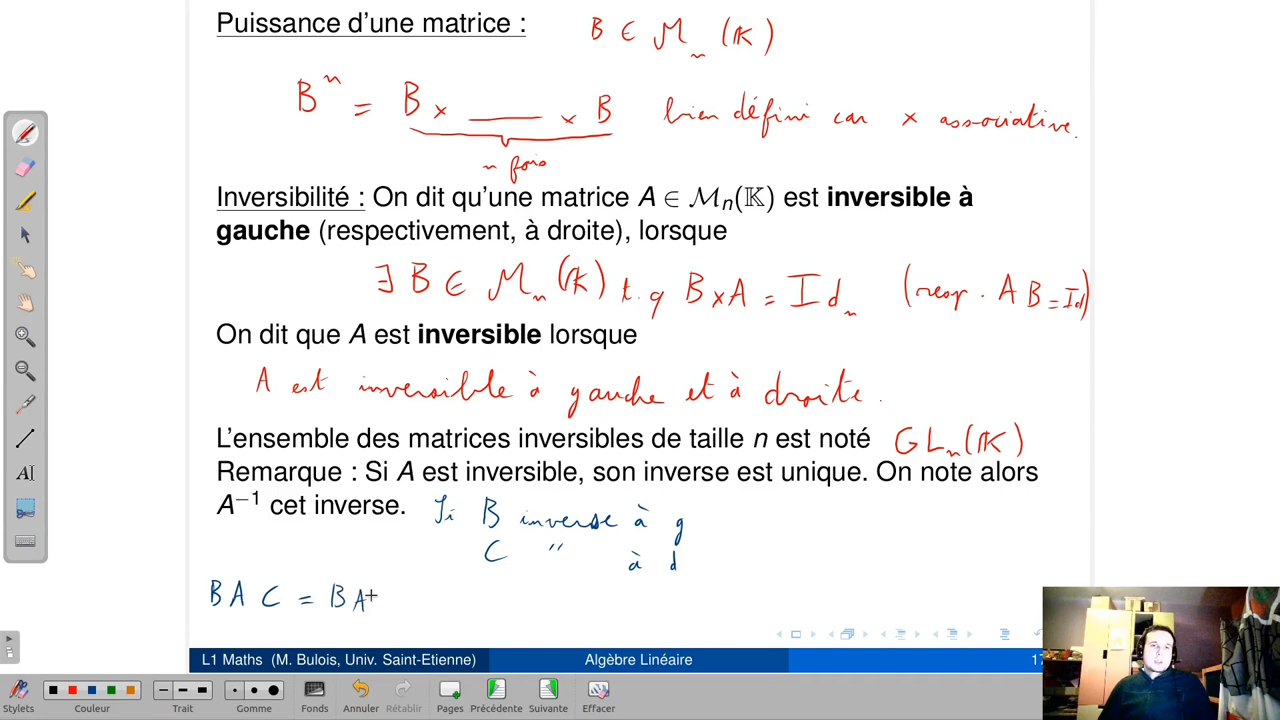 Puissance d'une matrice : B ∈ M_n (K)
B^n = B × ___ × B bien défini car × associative.
n fois
Inversibilité : On dit qu'une matrice A ∈ M_n(K) est inversible à
gauche (respectivement, à droite), lorsque
∃ B ∈ M_n (K) t.q B×A = Id_n (resp. A B = Id)
On dit que A est inversible lorsque
A est inversible à gauche et à droite.
L'ensemble des matrices inversibles de taille n est noté GL_n(K)
Remarque : Si A est inversible, son inverse est unique. On note alors
A⁻¹ cet inverse. Si B inverse à g
C " à d
B A C = B A
L1 Maths (M. Bulois, Univ. Saint-Etienne) Algèbre Linéaire 17
Stylets Couleur Trait Gomme Fonds Annuler Rétablir Pages Précédente Suivante Effacer